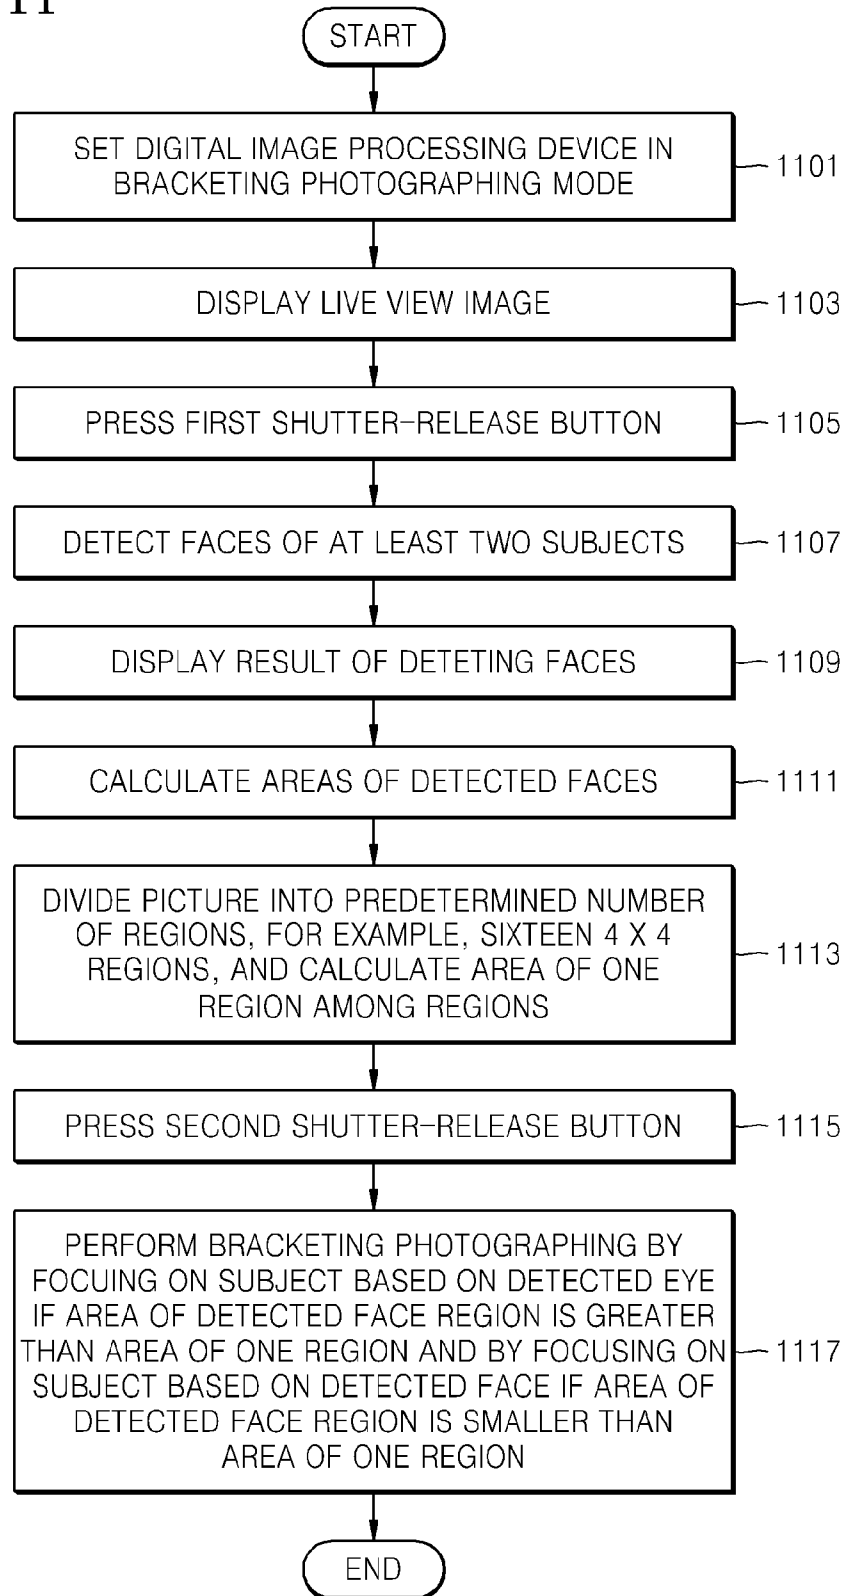 11
START
SET DIGITAL IMAGE PROCESSING DEVICE IN
BRACKETING PHOTOGRAPHING MODE
1101
DISPLAY LIVE VIEW IMAGE
1103
PRESS FIRST SHUTTER-RELEASE BUTTON
1105
DETECT FACES OF AT LEAST TWO SUBJECTS
1107
DISPLAY RESULT OF DETETING FACES
1109
CALCULATE AREAS OF DETECTED FACES
1111
DIVIDE PICTURE INTO PREDETERMINED NUMBER
OF REGIONS, FOR EXAMPLE, SIXTEEN 4 X 4
REGIONS, AND CALCULATE AREA OF ONE
REGION AMONG REGIONS
1113
PRESS SECOND SHUTTER-RELEASE BUTTON
1115
PERFORM BRACKETING PHOTOGRAPHING BY
FOCUING ON SUBJECT BASED ON DETECTED EYE
IF AREA OF DETECTED FACE REGION IS GREATER
THAN AREA OF ONE REGION AND BY FOCUSING ON
SUBJECT BASED ON DETECTED FACE IF AREA OF
DETECTED FACE REGION IS SMALLER THAN
AREA OF ONE REGION
1117
END